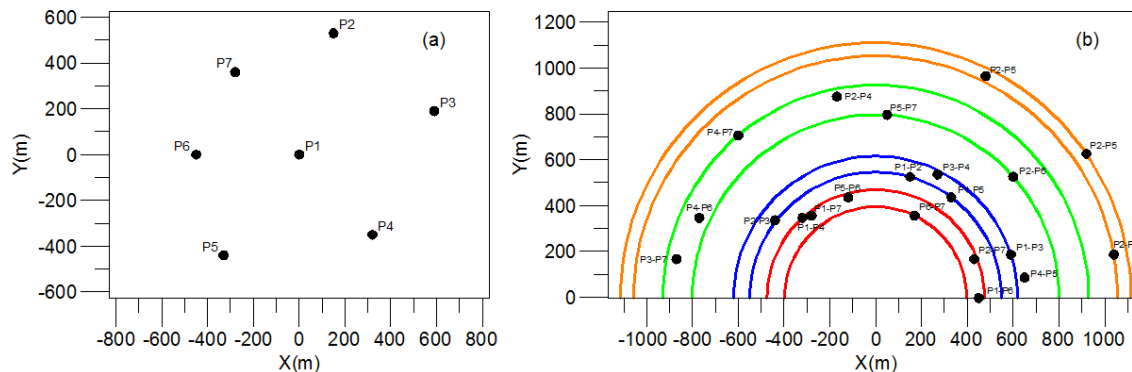 600
400
200
0
-200
-400
-600
Y(m)
(a)
P2
P7
P3
P6
P1
P4
P5
-800 -600 -400 -200 0 200 400 600 800
X(m)
1200
1000
800
600
400
200
0
Y(m)
(b)
P2-P5
P2-P4
P5-P7
P4-P7
P2-P5
P2-P6
P1-P2
P3-P4
P5-P6
P1-P5
P4-P6
P1-P7
P6-P7
P2-P3
P1-P4
P3-P7
P2-P7
P1-P3
P4-P5
P1-P6
-1000 -800 -600 -400 -200 0 200 400 600 800 1000
X(m)